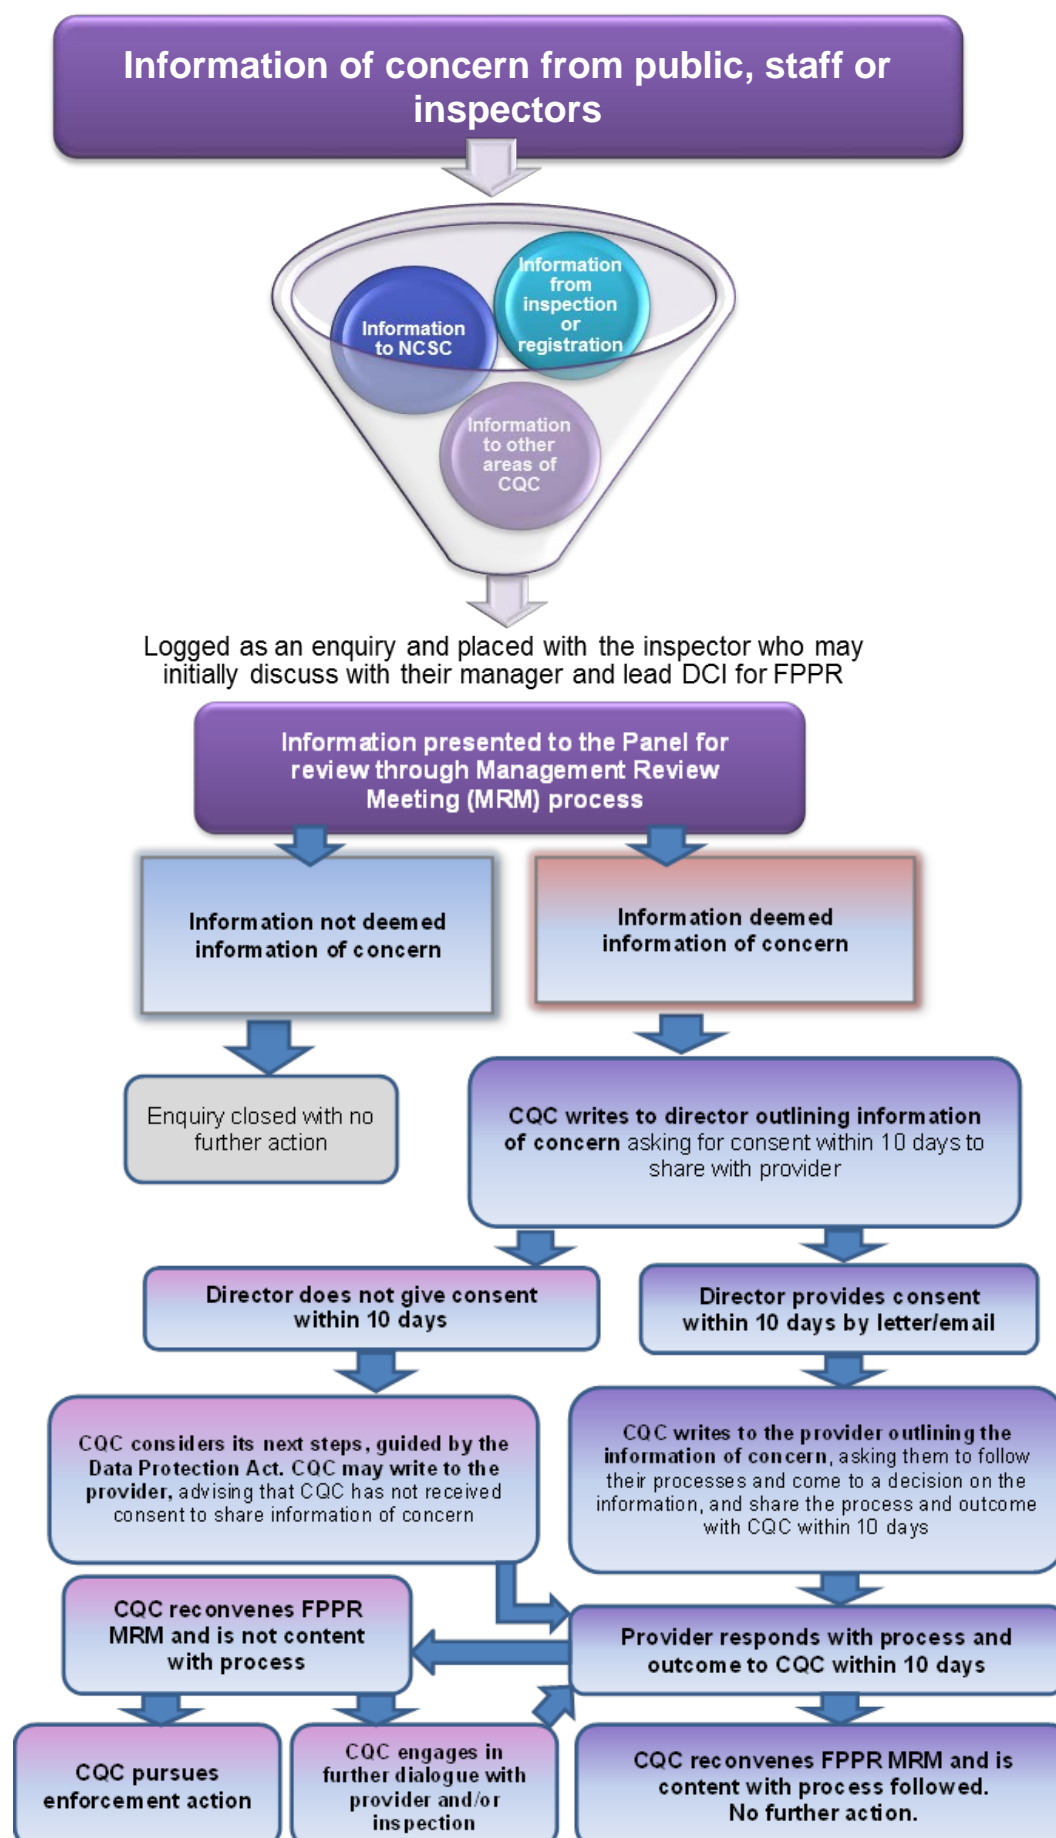 Information of concern from public, staff or
inspectors
Information
to NCSC
Information
from
inspection
or
registration
Information
to other
areas of
CQC
Logged as an enquiry and placed with the inspector who may
initially discuss with their manager and lead DCI for FPPR
Information presented to the Panel for
review through Management Review
Meeting (MRM) process
Information not deemed
information of concern
Information deemed
information of concern
Enquiry closed with no
further action
CQC writes to director outlining information
of concern asking for consent within 10 days to
share with provider
Director does not give consent
within 10 days
Director provides consent
within 10 days by letter/email
CQC considers its next steps, guided by the
Data Protection Act. CQC may write to the
provider, advising that CQC has not received
consent to share information of concern
CQC writes to the provider outlining the
information of concern, asking them to follow
their processes and come to a decision on the
information, and share the process and outcome
with CQC within 10 days
CQC reconvenes FPPR
MRM and is not content
with process
Provider responds with process and
outcome to CQC within 10 days
CQC pursues
enforcement action
CQC engages in
further dialogue with
provider and/or
inspection
CQC reconvenes FPPR MRM and is
content with process followed.
No further action.